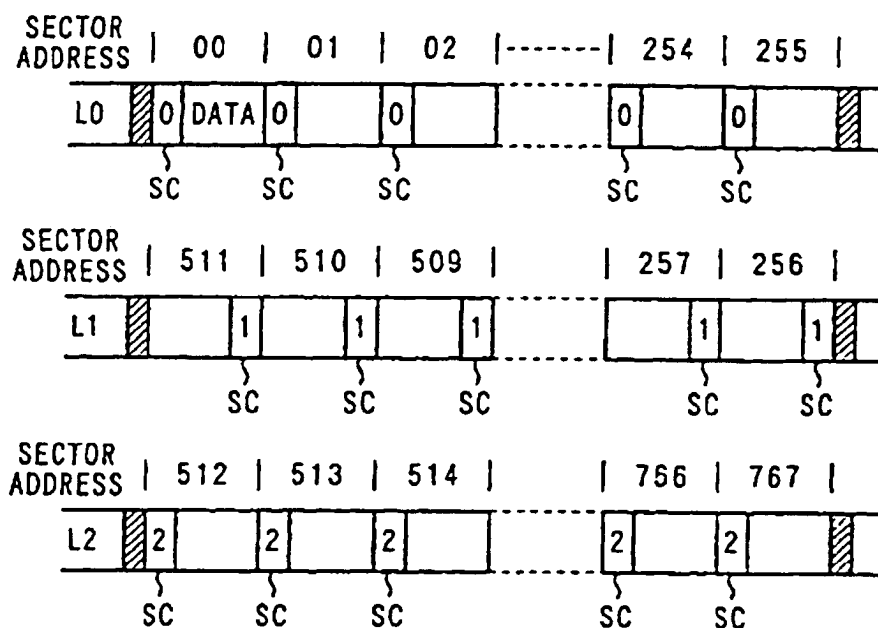 SECTOR
ADDRESS | 00 | 01 | 02 |-------| 254 | 255 |
L0 0 DATA 0 0 0 0
SC SC SC SC SC
SECTOR
ADDRESS | 511 | 510 | 509 | | 257 | 256 |
L1 1 1 1 1 1
SC SC SC SC SC
SECTOR
ADDRESS | 512 | 513 | 514 | | 766 | 767 |
L2 2 2 2 2 2
SC SC SC SC SC